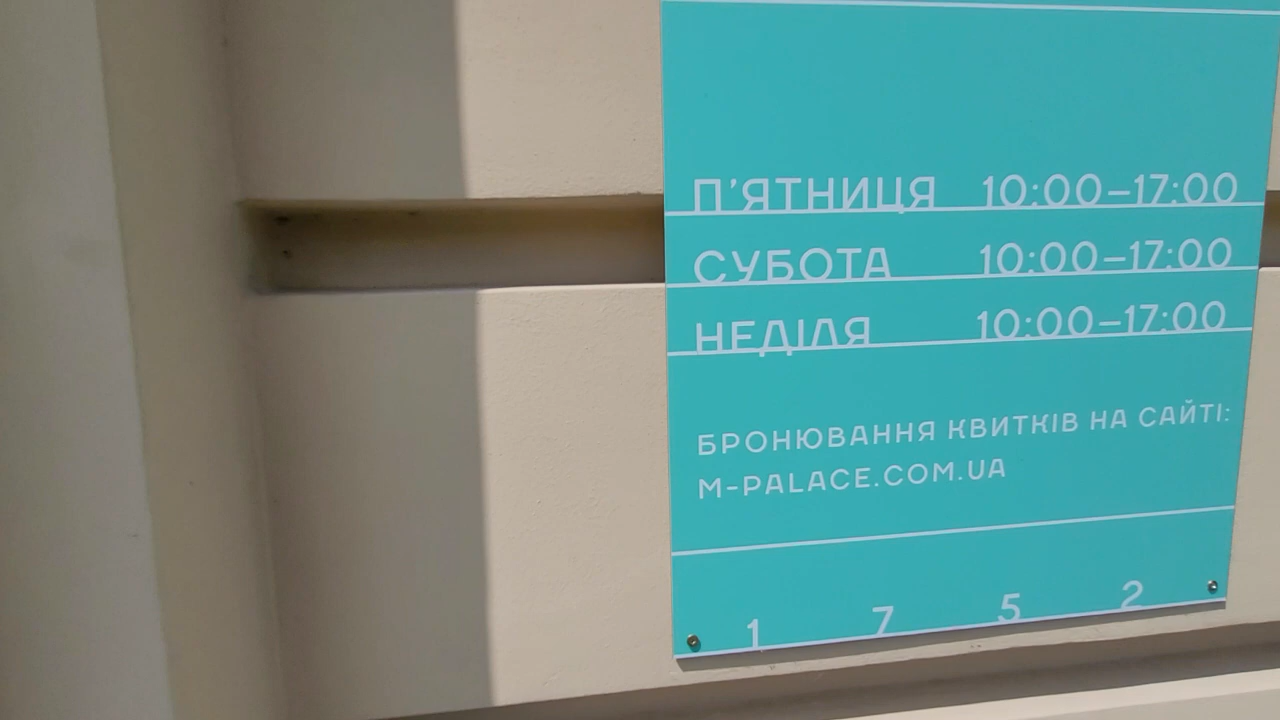 П'ЯТНИЦЯ 10:00–17:00
СУБОТА 10:00–17:00
НЕДІЛЯ 10:00–17:00
БРОНЮВАННЯ КВИТКІВ НА САЙТІ:
M-PALACE.COM.UA
1 7 5 2